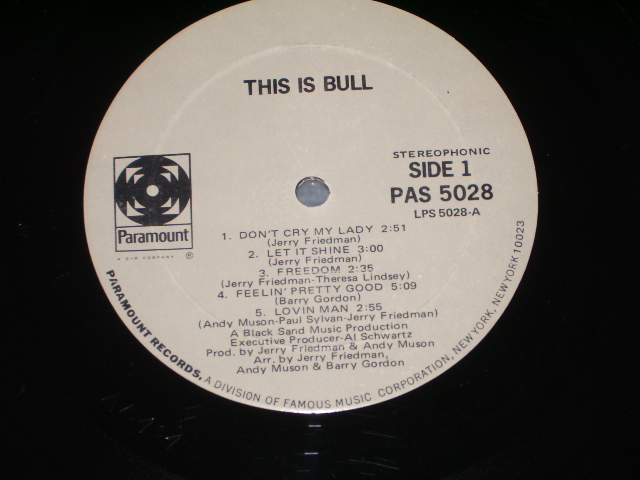 THIS IS BULL
STEREOPHONIC
SIDE 1
PAS 5028
LPS 5028-A
Paramount
A G+W COMPANY ®
1. DON'T CRY MY LADY 2:51
(Jerry Friedman)
2. LET IT SHINE 3:00
(Jerry Friedman)
3. FREEDOM 2:35
(Jerry Friedman-Theresa Lindsey)
4. FEELIN' PRETTY GOOD 5:09
(Barry Gordon)
5. LOVIN MAN 2:55
(Andy Muson-Paul Sylvan-Jerry Friedman)
A Black Sand Music Production
Executive Producer-Al Schwartz
Prod. by Jerry Friedman & Andy Muson
Arr. by Jerry Friedman,
Andy Muson & Barry Gordon
PARAMOUNT RECORDS, A DIVISION OF FAMOUS MUSIC CORPORATION, NEW YORK, NEW YORK 10023